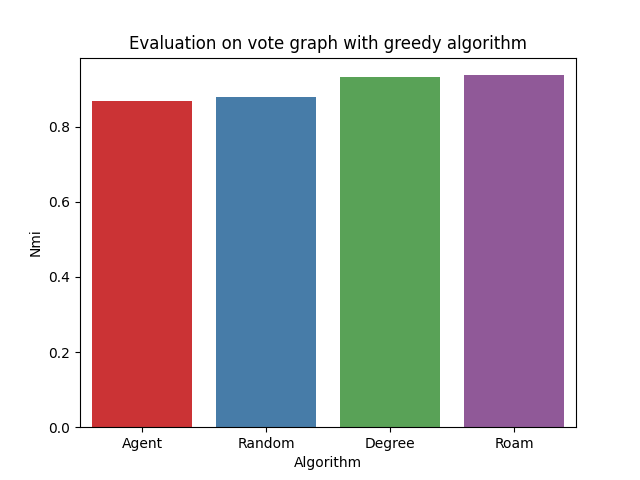 Evaluation on vote graph with greedy algorithm
Nmi
0.8
0.6
0.4
0.2
0.0
Agent Random Degree Roam
Algorithm